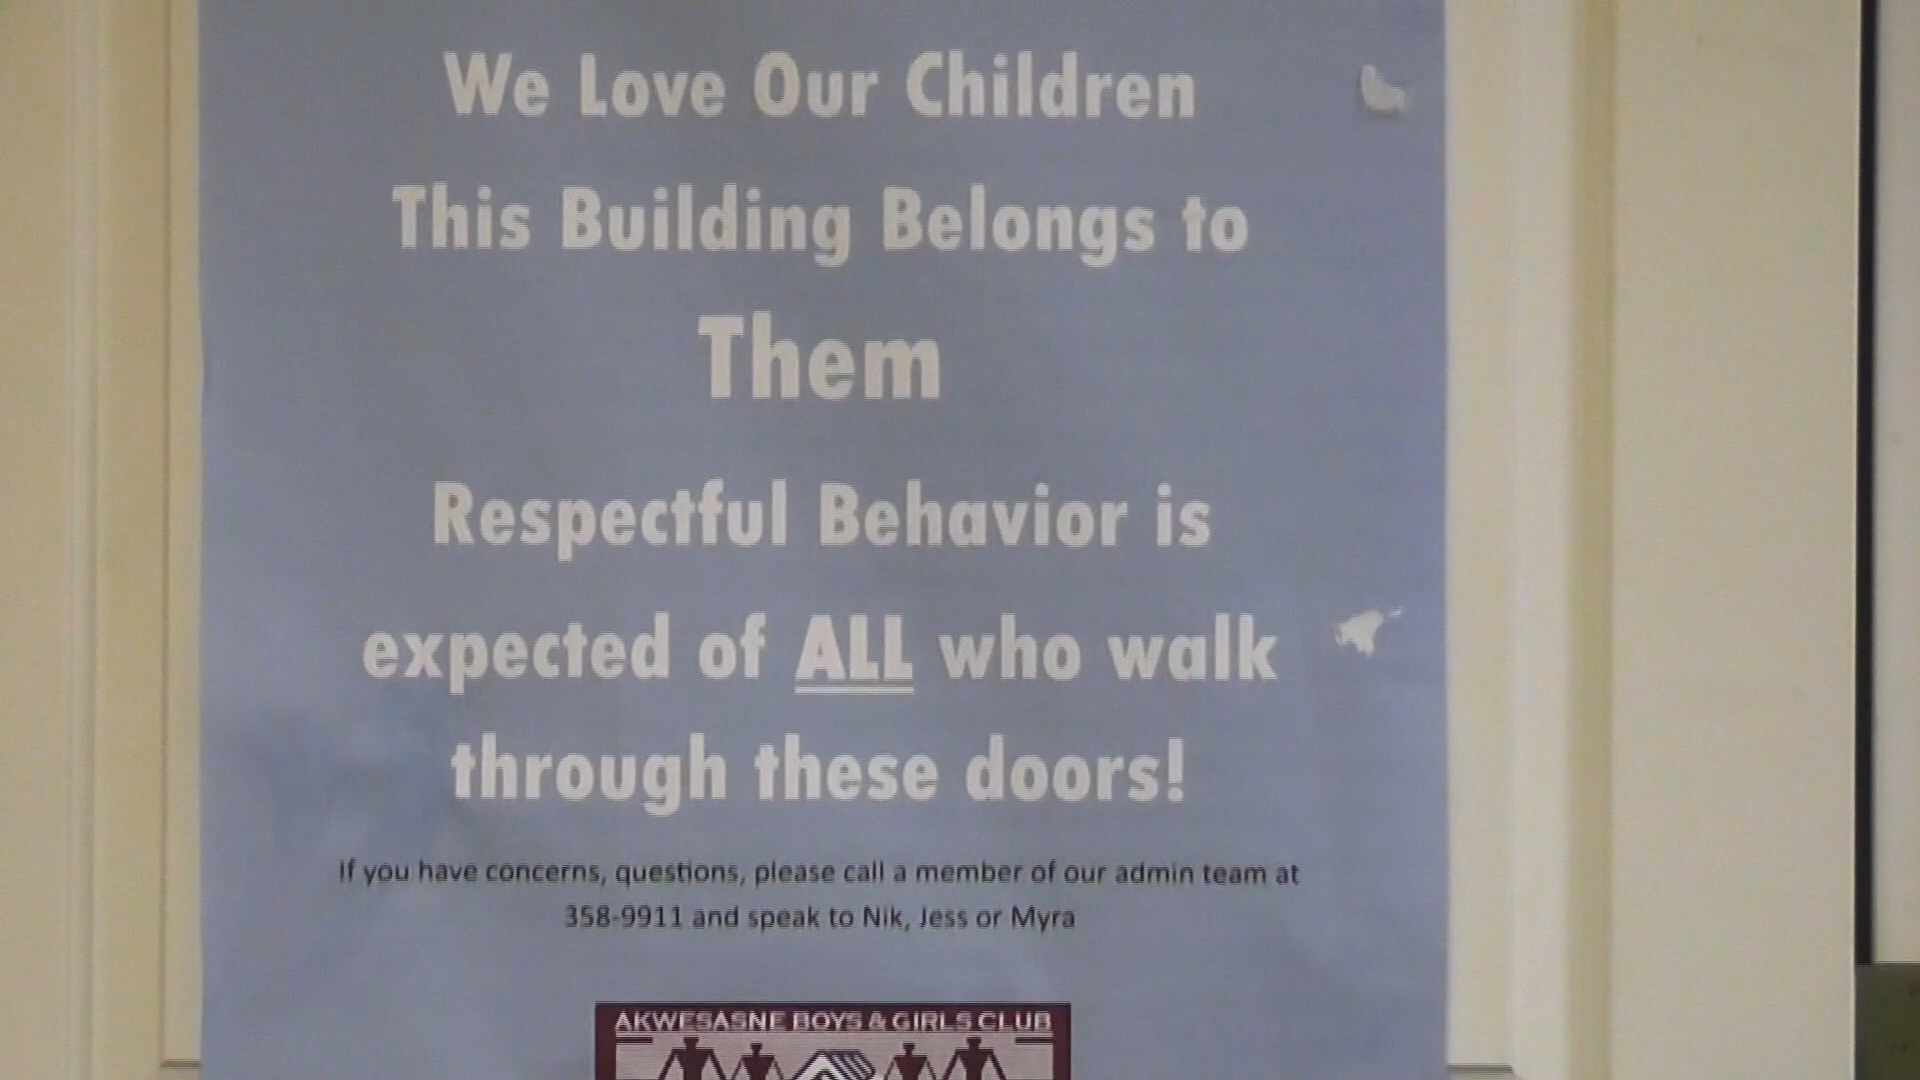 We Love Our Children
This Building Belongs to
Them
Respectful Behavior is
expected of ALL who walk
through these doors!
If you have concerns, questions, please call a member of our admin team at
358-9911 and speak to Nik, Jess or Myra
AKWESASNE BOYS & GIRLS CLUB